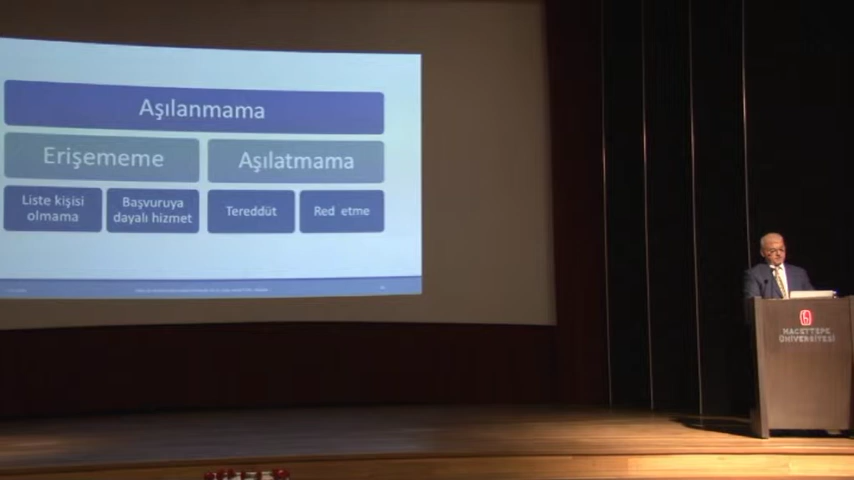 Aşılanmama
Erişememe
Aşılatmama
Liste kişisi
olmama
Başvuruya
dayalı hizmet
Tereddüt
Red etme
HACETTEPE
ÜNİVERSİTESİ